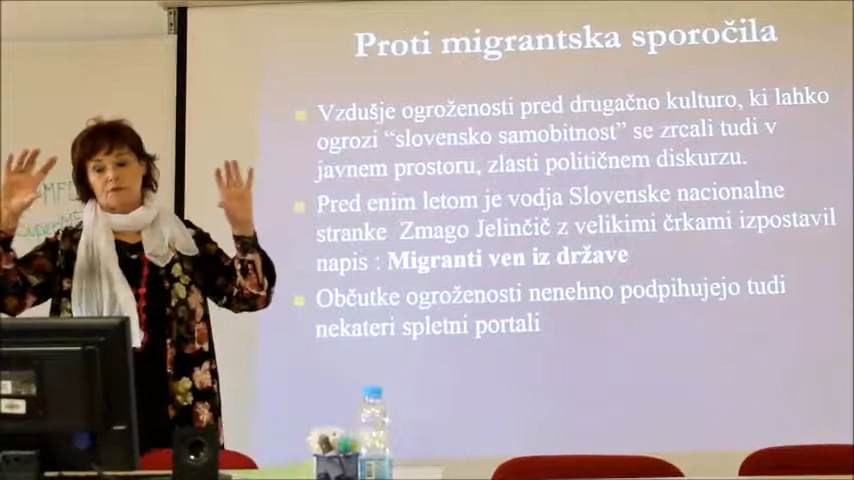 Proti migrantska sporočila
Vzdušje ogroženosti pred drugačno kulturo, ki lahko
ogrozi "slovensko samobitnost" se zrcali tudi v
javnem prostoru, zlasti političnem diskurzu.
Pred enim letom, je vodja Slovenske nacionalne
stranke Zmago Jelinčič z velikimi črkami izpostavil
napis : Migranti ven iz države
Občutke ogroženosti nenehno podpihujejo tudi
nekateri spletni portali